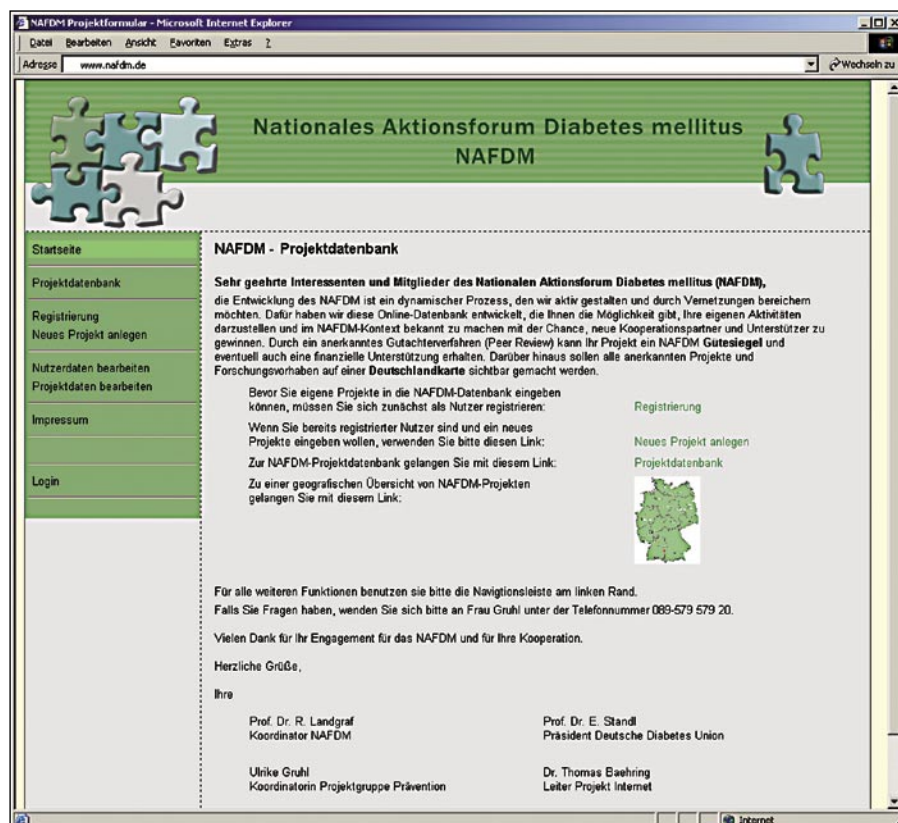 NAFDM Projektformular - Microsoft Internet Explorer
Datei Bearbeiten Ansicht Favoriten Extras ?
Adresse www.nafdm.de Wechseln zu
Nationales Aktionsforum Diabetes mellitus
NAFDM
Startseite
Projektdatenbank
Registrierung
Neues Projekt anlegen
Nutzerdaten bearbeiten
Projektdaten bearbeiten
Impressum
Login
NAFDM - Projektdatenbank
Sehr geehrte Interessenten und Mitglieder des Nationalen Aktionsforum Diabetes mellitus (NAFDM),
die Entwicklung des NAFDM ist ein dynamischer Prozess, den wir aktiv gestalten und durch Vernetzungen bereichern
möchten. Dafür haben wir diese Online-Datenbank entwickelt, die Ihnen die Möglichkeit gibt, Ihre eigenen Aktivitäten
darzustellen und im NAFDM-Kontext bekannt zu machen mit der Chance, neue Kooperationspartner und Unterstützer zu
gewinnen. Durch ein anerkanntes Gutachterverfahren (Peer Review) kann Ihr Projekt ein NAFDM Gütesiegel und
eventuell auch eine finanzielle Unterstützung erhalten. Darüber hinaus sollen alle anerkannten Projekte und
Forschungsvorhaben auf einer Deutschlandkarte sichtbar gemacht werden.
Bevor Sie eigene Projekte in die NAFDM-Datenbank eingeben
können, müssen Sie sich zunächst als Nutzer registrieren: Registrierung
Wenn Sie bereits registrierter Nutzer sind und ein neues
Projekte eingeben wollen, verwenden Sie bitte diesen Link: Neues Projekt anlegen
Zur NAFDM-Projektdatenbank gelangen Sie mit diesem Link: Projektdatenbank
Zu einer geografischen Übersicht von NAFDM-Projekten
gelangen Sie mit diesem Link:
Für alle weiteren Funktionen benutzen sie bitte die Navigtionsleiste am linken Rand.
Falls Sie Fragen haben, wenden Sie sich bitte an Frau Gruhl unter der Telefonnummer 089-579 579 20.
Vielen Dank für Ihr Engagement für das NAFDM und für Ihre Kooperation.
Herzliche Grüße,
Ihre
Prof. Dr. R. Landgraf
Koordinator NAFDM
Prof. Dr. E. Standl
Präsident Deutsche Diabetes Union
Ulrike Gruhl
Koordinatorin Projektgruppe Prävention
Dr. Thomas Baehring
Leiter Projekt Internet
Internet